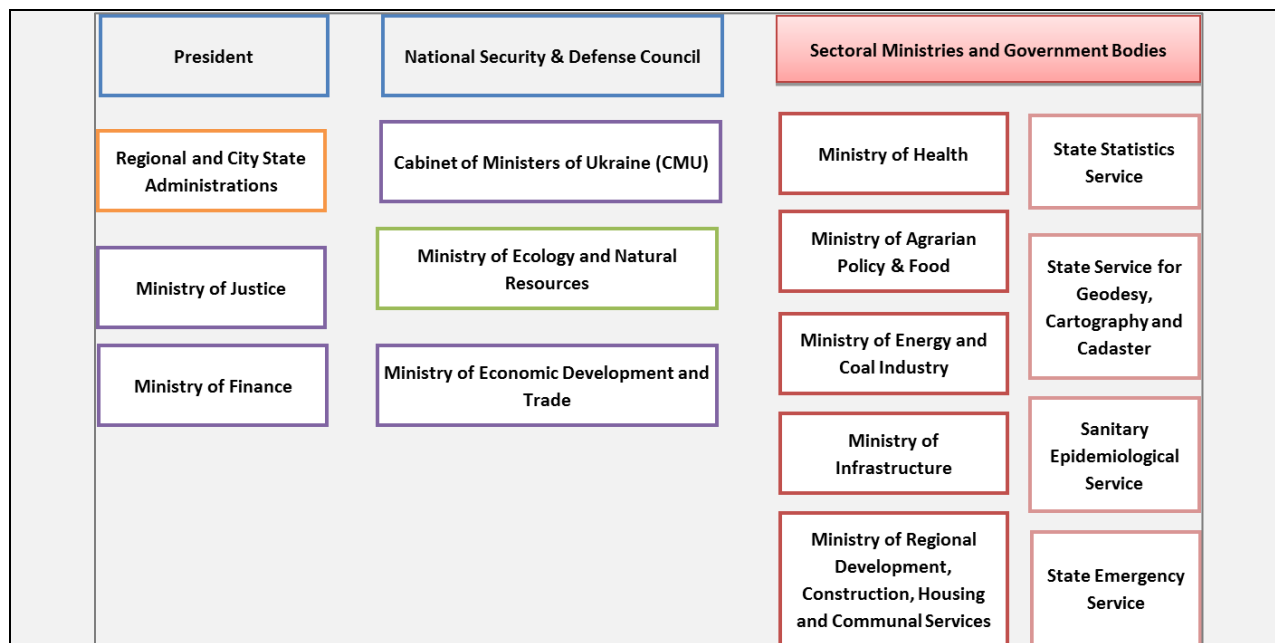 President
National Security & Defense Council
Sectoral Ministries and Government Bodies
Regional and City State
Administrations
Cabinet of Ministers of Ukraine (CMU)
Ministry of Health
State Statistics
Service
Ministry of Ecology and Natural
Resources
Ministry of Agrarian
Policy & Food
Ministry of Justice
State Service for
Geodesy,
Cartography and
Cadaster
Ministry of Energy and
Coal Industry
Ministry of Finance
Ministry of Economic Development and
Trade
Ministry of
Infrastructure
Sanitary
Epidemiological
Service
Ministry of Regional
Development,
Construction, Housing
and Communal Services
State Emergency
Service